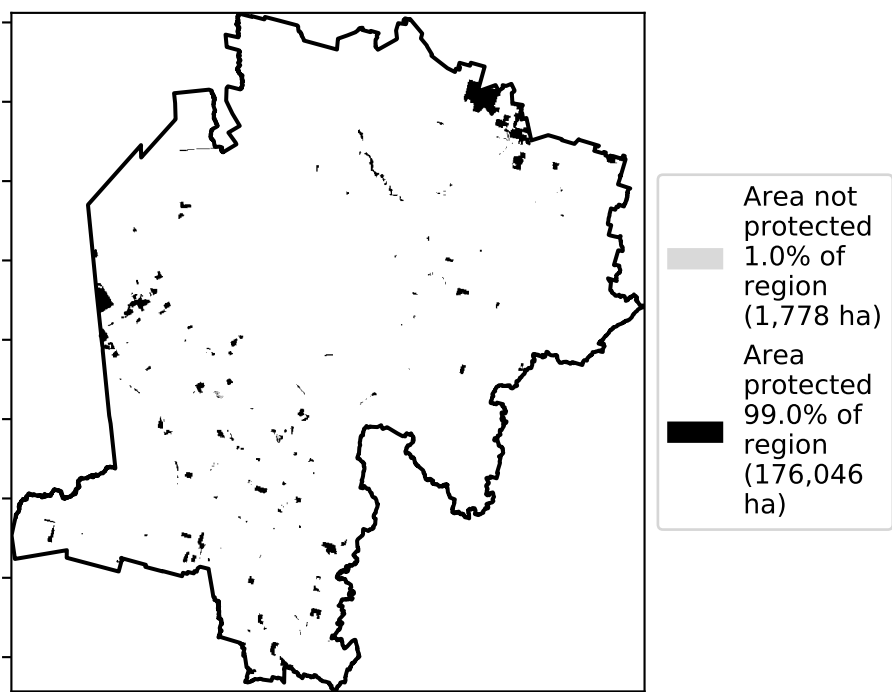 Area not
protected
1.0% of
region
(1,778 ha)
Area
protected
99.0% of
region
(176,046
ha)